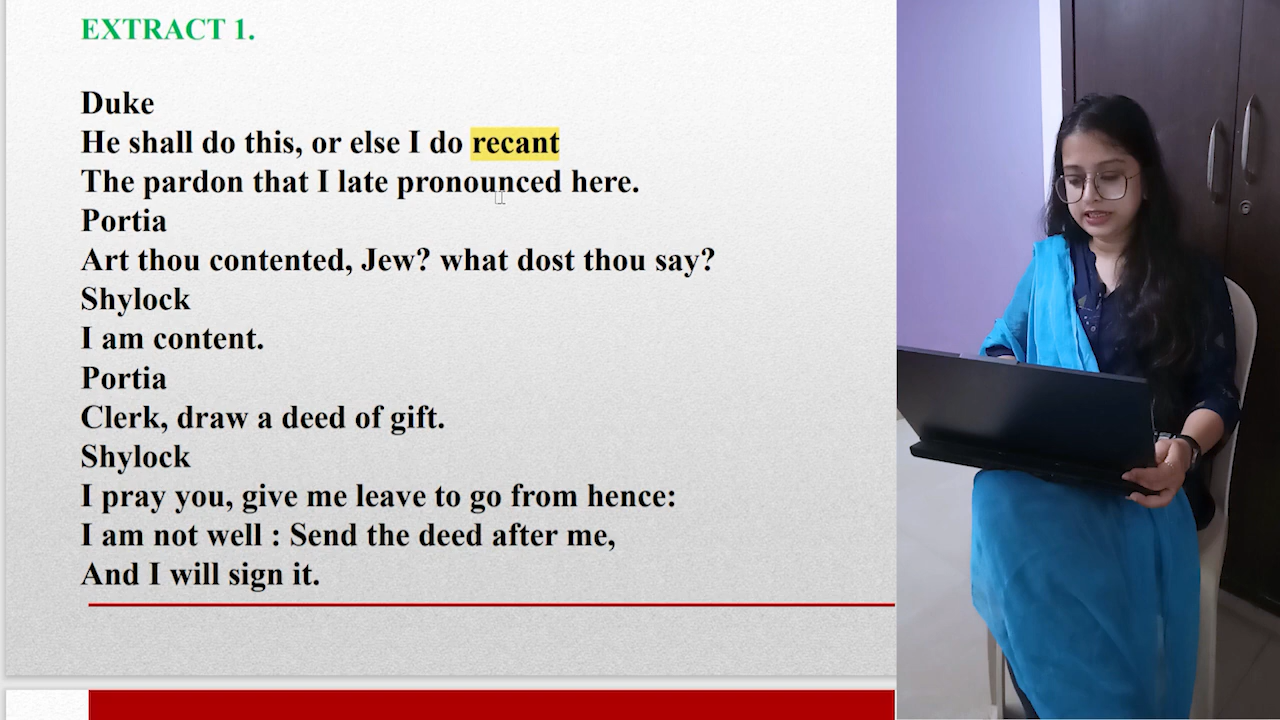 EXTRACT 1.
Duke
He shall do this, or else I do recant
The pardon that I late pronounced here.
Portia
Art thou contented, Jew? what dost thou say?
Shylock
I am content.
Portia
Clerk, draw a deed of gift.
Shylock
I pray you, give me leave to go from hence:
I am not well : Send the deed after me,
And I will sign it.